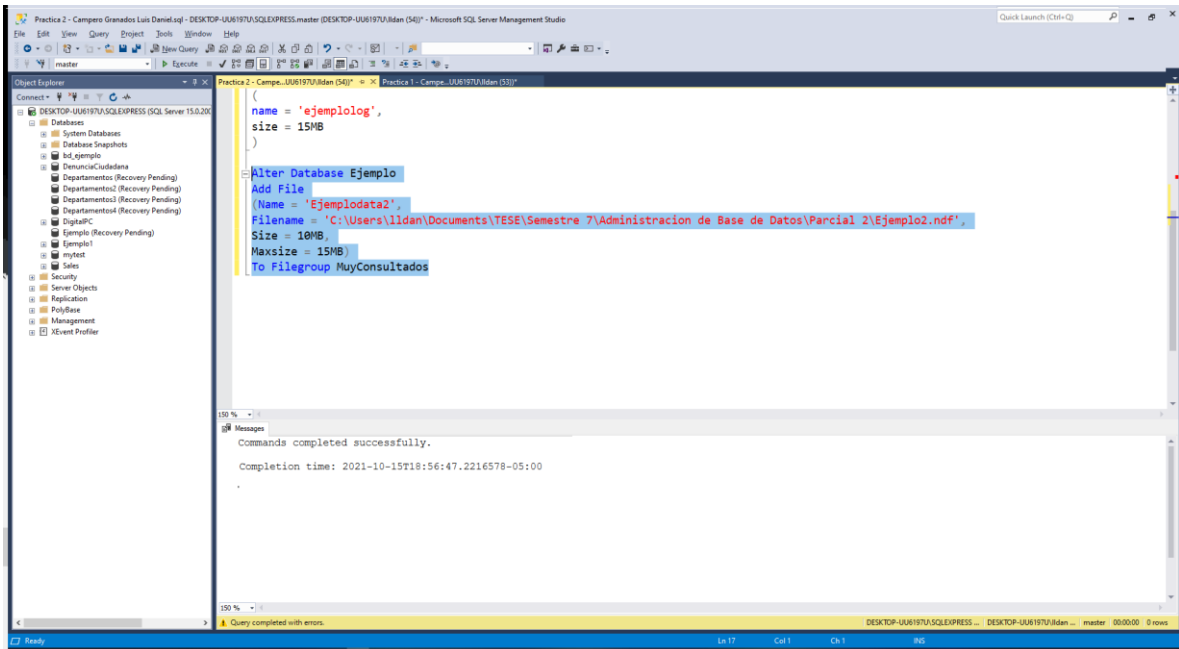 Practica 2 - Campero Granados Luis Daniel.sql - DESKTOP-UU6197U\SQLEXPRESS.master (DESKTOP-UU6197U\lldan (54))* - Microsoft SQL Server Management Studio
Quick Launch (Ctrl+Q)
File Edit View Query Project Tools Window Help
New Query
master
Execute
Object Explorer
Practica 2 - Campe...UU6197U\lldan (54))*
Practica 1 - Campe...UU6197U\lldan (53))*
Connect
DESKTOP-UU6197U\SQLEXPRESS (SQL Server 15.0.200
Databases
System Databases
Database Snapshots
bd_ejemplo
DenunciaCiudadana
Departamentos (Recovery Pending)
Departamentos2 (Recovery Pending)
Departamentos3 (Recovery Pending)
Departamentos4 (Recovery Pending)
DigitalPC
Ejemplo (Recovery Pending)
Ejemplo1
mytest
Sales
Security
Server Objects
Replication
PolyBase
Management
XEvent Profiler
(
name = 'ejemplolog',
size = 15MB
)
Alter Database Ejemplo
Add File
(Name = 'Ejemplodata2',
Filename = 'C:\Users\lldan\Documents\TESE\Semestre 7\Administracion de Base de Datos\Parcial 2\Ejemplo2.ndf',
Size = 10MB,
Maxsize = 15MB)
To Filegroup MuyConsultados
150 %
Messages
Commands completed successfully.
Completion time: 2021-10-15T18:56:47.2216578-05:00
150 %
Query completed with errors.
DESKTOP-UU6197U\SQLEXPRESS ...
DESKTOP-UU6197U\lldan ...
master
00:00:00
0 rows
Ready
Ln 17
Col 1
Ch 1
INS